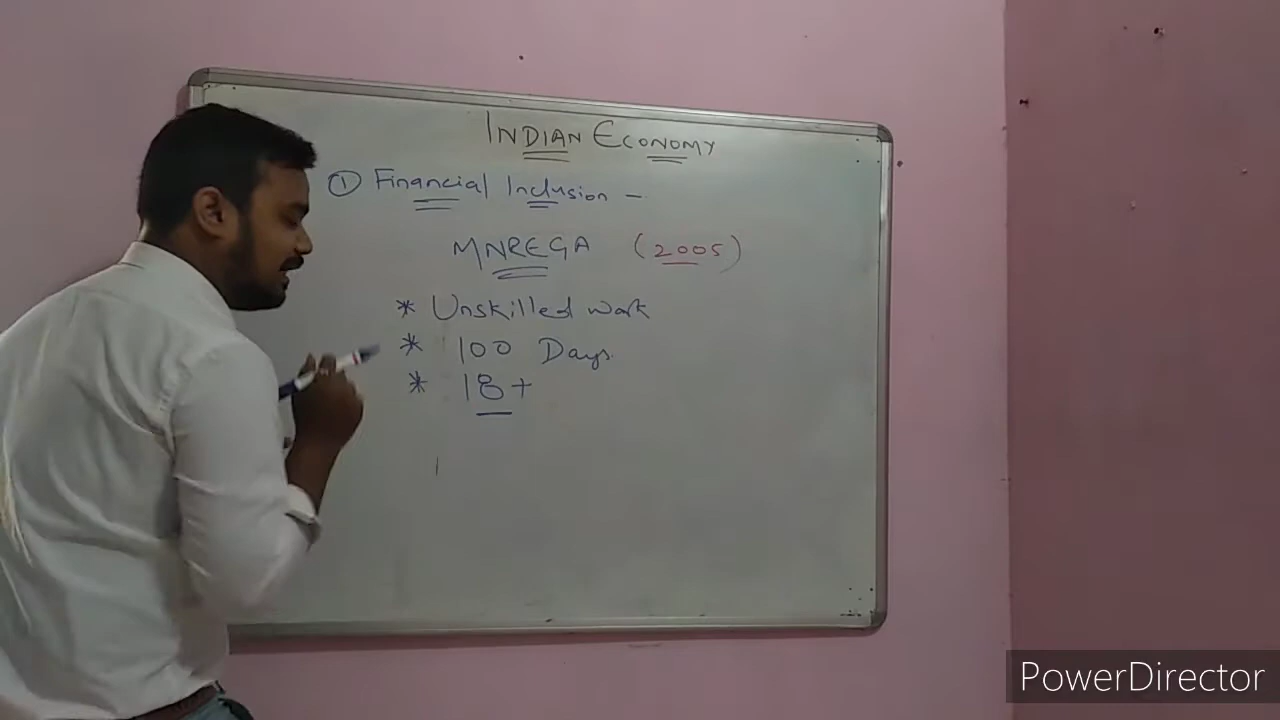 INDIAN ECONOMY
① Financial Inclusion –
MNREGA (2005)
* Unskilled work
* 100 Days
* 18+
PowerDirector